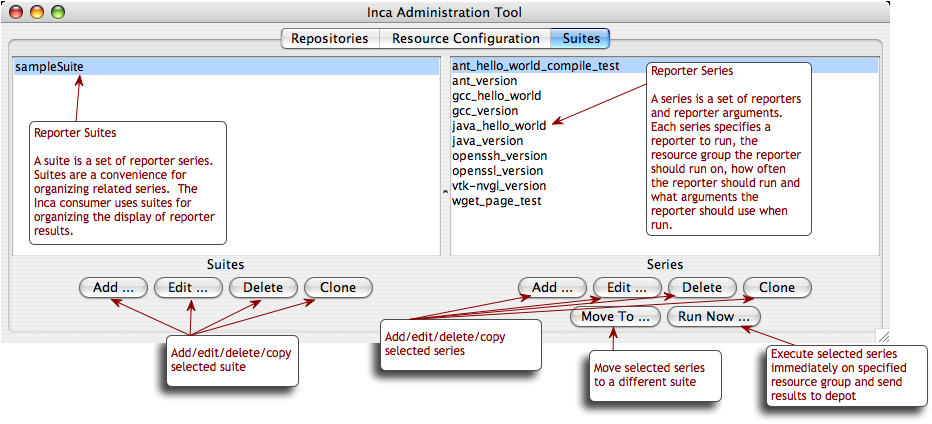 Inca Administration Tool
Repositories
Resource Configuration
Suites
sampleSuite
Reporter Suites
A suite is a set of reporter series.
Suites are a convenience for
organizing related series. The
Inca consumer uses suites for
organizing the display of reporter
results.
ant_hello_world_compile_test
ant_version
gcc_hello_world
gcc_version
java_hello_world
java_version
openssh_version
openssl_version
vtk-nvgl_version
wget_page_test
Reporter Series
A series is a set of reporters
and reporter arguments.
Each series specifies a
reporter to run, the
resource group the reporter
should run on, how often
the reporter should run and
what arguments the
reporter should use when
run.
Suites
Add ...
Edit ...
Delete
Clone
Series
Add ...
Edit ...
Delete
Clone
Move To ...
Run Now ...
Add/edit/delete/copy
selected suite
Add/edit/delete/copy
selected series
Move selected series
to a different suite
Execute selected series
immediately on specified
resource group and send
results to depot